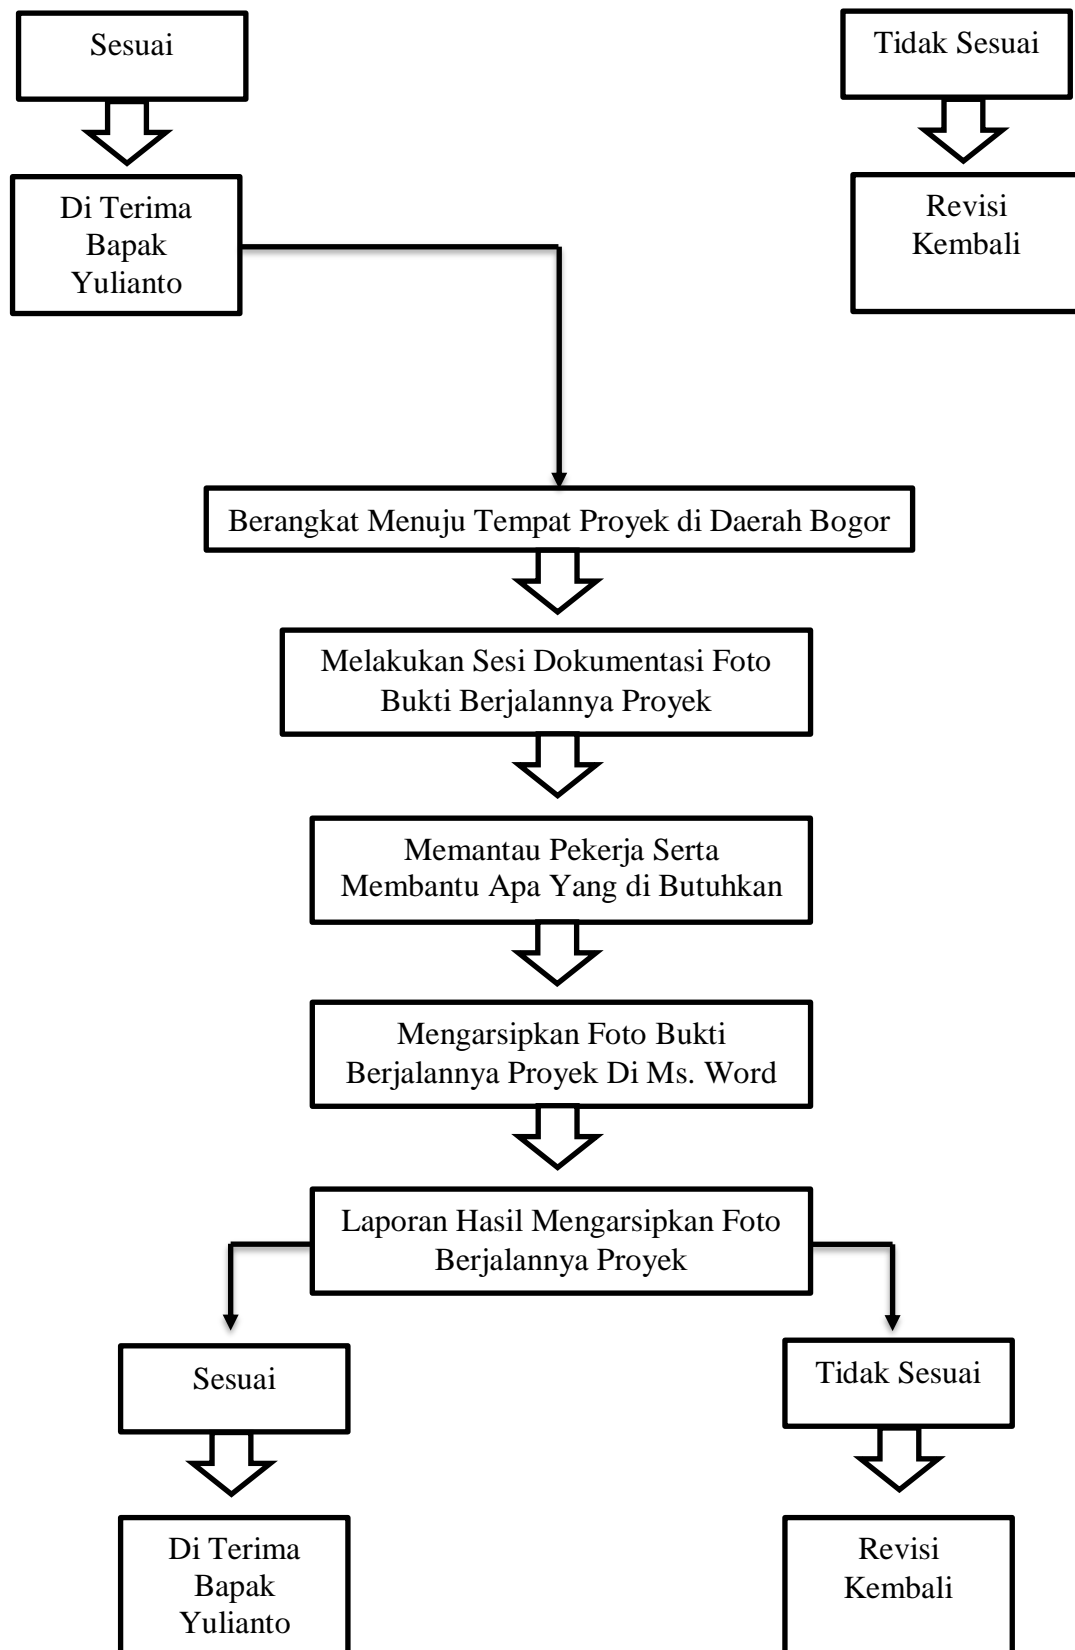 Sesuai
Tidak Sesuai
Di Terima
Bapak
Yulianto
Revisi
Kembali
Berangkat Menuju Tempat Proyek di Daerah Bogor
Melakukan Sesi Dokumentasi Foto
Bukti Berjalannya Proyek
Memantau Pekerja Serta
Membantu Apa Yang di Butuhkan
Mengarsipkan Foto Bukti
Berjalannya Proyek Di Ms. Word
Laporan Hasil Mengarsipkan Foto
Berjalannya Proyek
Sesuai
Tidak Sesuai
Di Terima
Bapak
Yulianto
Revisi
Kembali